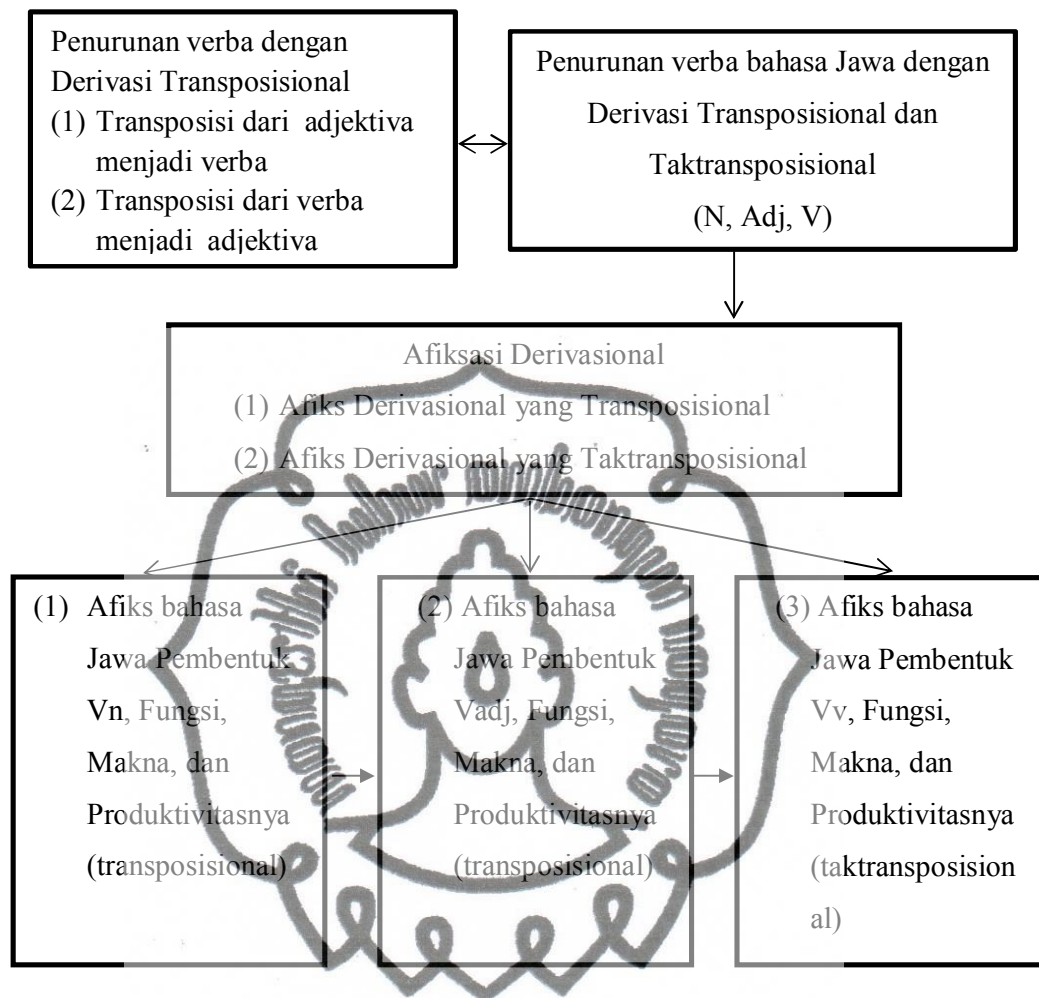 Penurunan verba dengan
Derivasi Transposisional
(1) Transposisi dari adjektiva
menjadi verba
(2) Transposisi dari verba
menjadi adjektiva
Penurunan verba bahasa Jawa dengan
Derivasi Transposisional dan
Taktransposisional
(N, Adj, V)
Afiksasi Derivasional
(1) Afiks Derivasional yang Transposisional
(2) Afiks Derivasional yang Taktransposisional
(1) Afiks bahasa
Jawa Pembentuk
Vn, Fungsi,
Makna, dan
Produktivitasnya
(transposisional)
(2) Afiks bahasa
Jawa Pembentuk
Vadj, Fungsi,
Makna, dan
Produktivitasnya
(transposisional)
(3) Afiks bahasa
Jawa Pembentuk
Vv, Fungsi,
Makna, dan
Produktivitasnya
(taktransposision
al)